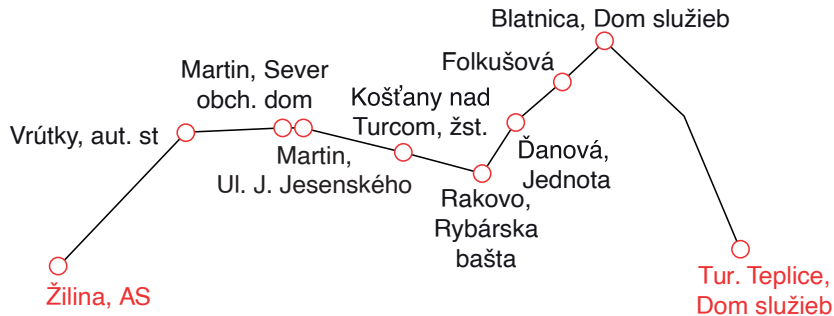 Blatnica, Dom služieb
Folkušová
Martin, Sever
obch. dom
Košťany nad
Turcom, žst.
Vrútky, aut. st
Martin,
Ul. J. Jesenského
Ďanová,
Jednota
Rakovo,
Rybárska
bašta
Žilina, AS
Tur. Teplice,
Dom služieb